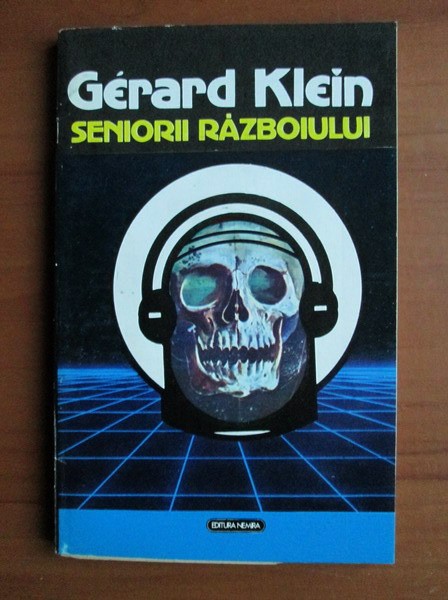 Gérard Klein
SENIORII RĂZBOIULUI
EDITURA NEMIRA